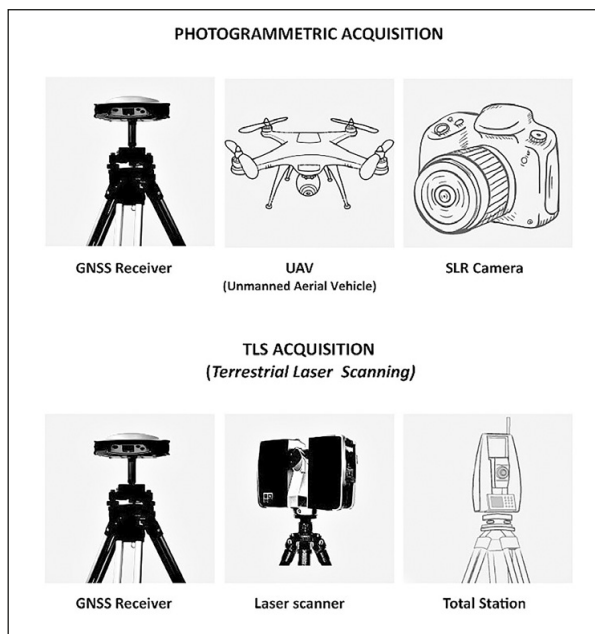 PHOTOGRAMMETRIC ACQUISITION
GNSS Receiver
UAV
(Unmanned Aerial Vehicle)
SLR Camera
TLS ACQUISITION
(Terrestrial Laser Scanning)
GNSS Receiver
Laser scanner
Total Station